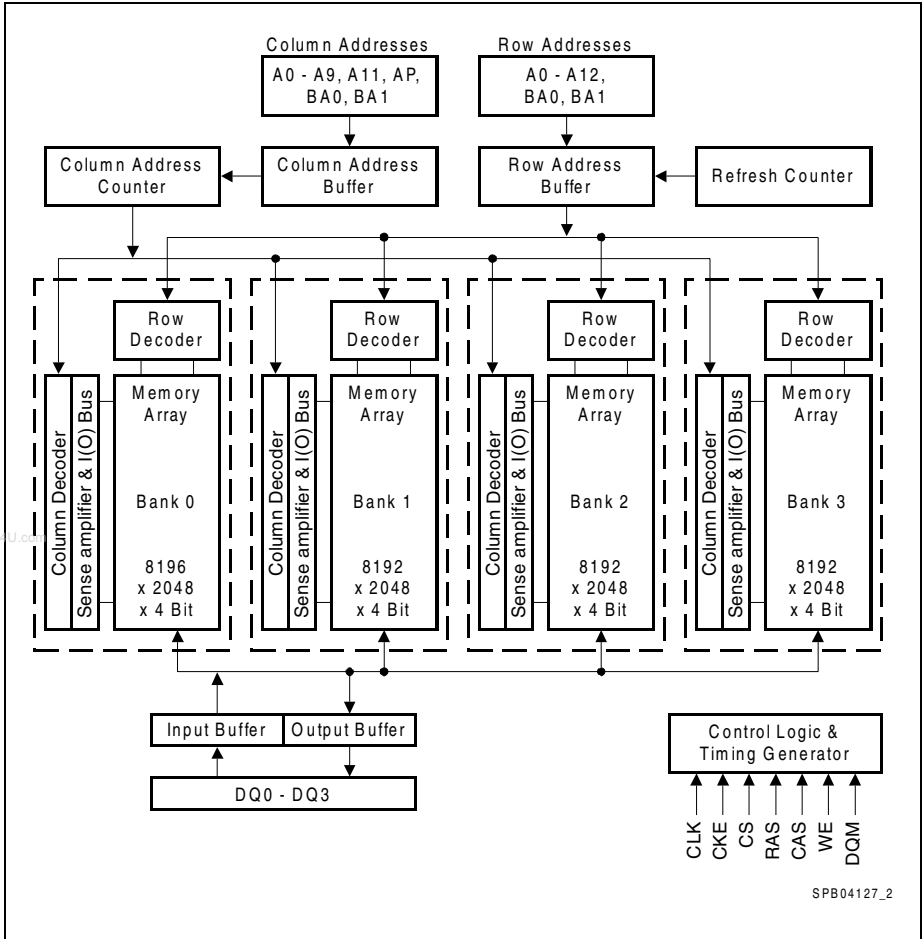 Column Addresses
A0 - A9, A11, AP,
BA0, BA1
Row Addresses
A0 - A12,
BA0, BA1
Column Address
Counter
Column Address
Buffer
Row Address
Buffer
Refresh Counter
Row
Decoder
Row
Decoder
Row
Decoder
Row
Decoder
Column Decoder
Sense amplifier & I(O) Bus
Memory
Array
Bank 0
8196
x 2048
x 4 Bit
Column Decoder
Sense amplifier & I(O) Bus
Memory
Array
Bank 1
8192
x 2048
x 4 Bit
Column Decoder
Sense amplifier & I(O) Bus
Memory
Array
Bank 2
8192
x 2048
x 4 Bit
Column Decoder
Sense amplifier & I(O) Bus
Memory
Array
Bank 3
8192
x 2048
x 4 Bit
4U.com
Input Buffer
Output Buffer
DQ0 - DQ3
Control Logic &
Timing Generator
CLK
CKE
CS
RAS
CAS
WE
DQM
SPB04127_2